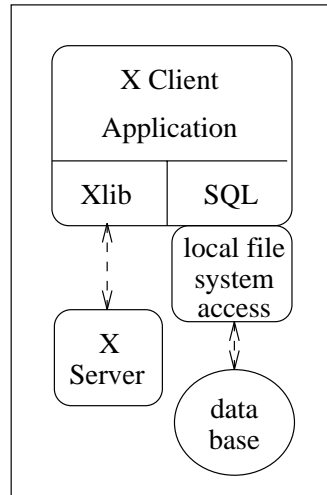 X Client
Application
Xlib
SQL
local file
system
access
X
Server
data
base